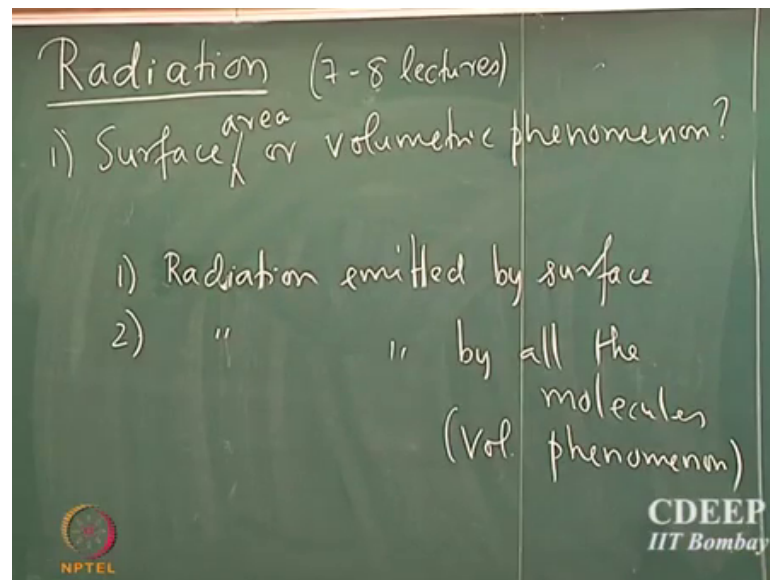 Radiation (7-8 lectures)
1) Surface area or volumetric phenomenon?
1) Radiation emitted by surface
2) " " by all the
molecules
(Vol. phenomenon)
CDEEP
IIT Bombay
NPTEL